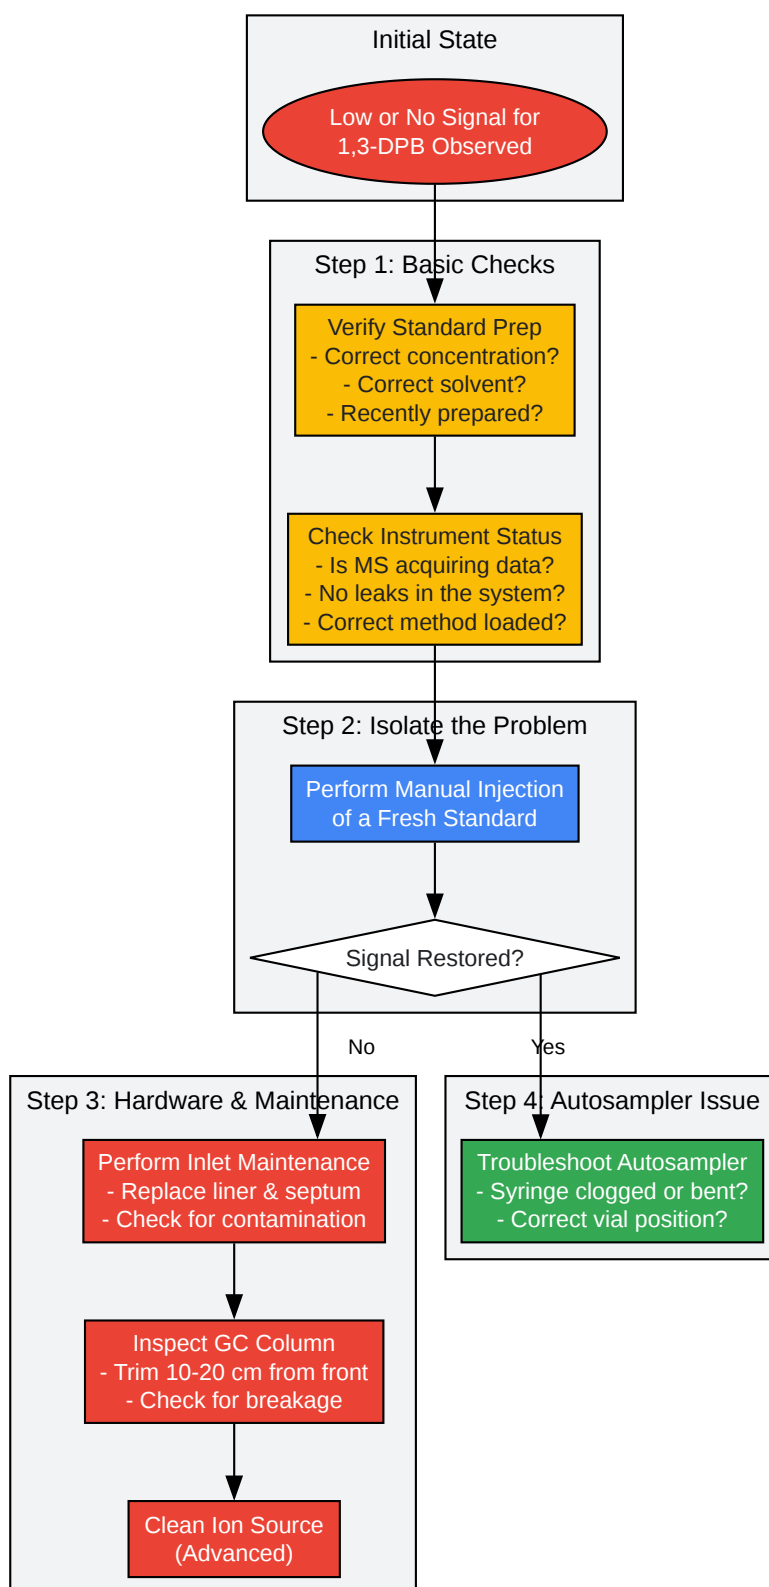 Initial State
Low or No Signal for
1,3-DPB Observed
Step 1: Basic Checks
Verify Standard Prep
- Correct concentration?
- Correct solvent?
- Recently prepared?
Check Instrument Status
- Is MS acquiring data?
- No leaks in the system?
- Correct method loaded?
Step 2: Isolate the Problem
Perform Manual Injection
of a Fresh Standard
Signal Restored?
No
Yes
Step 3: Hardware & Maintenance
Perform Inlet Maintenance
- Replace liner & septum
- Check for contamination
Inspect GC Column
- Trim 10-20 cm from front
- Check for breakage
Clean Ion Source
(Advanced)
Step 4: Autosampler Issue
Troubleshoot Autosampler
- Syringe clogged or bent?
- Correct vial position?